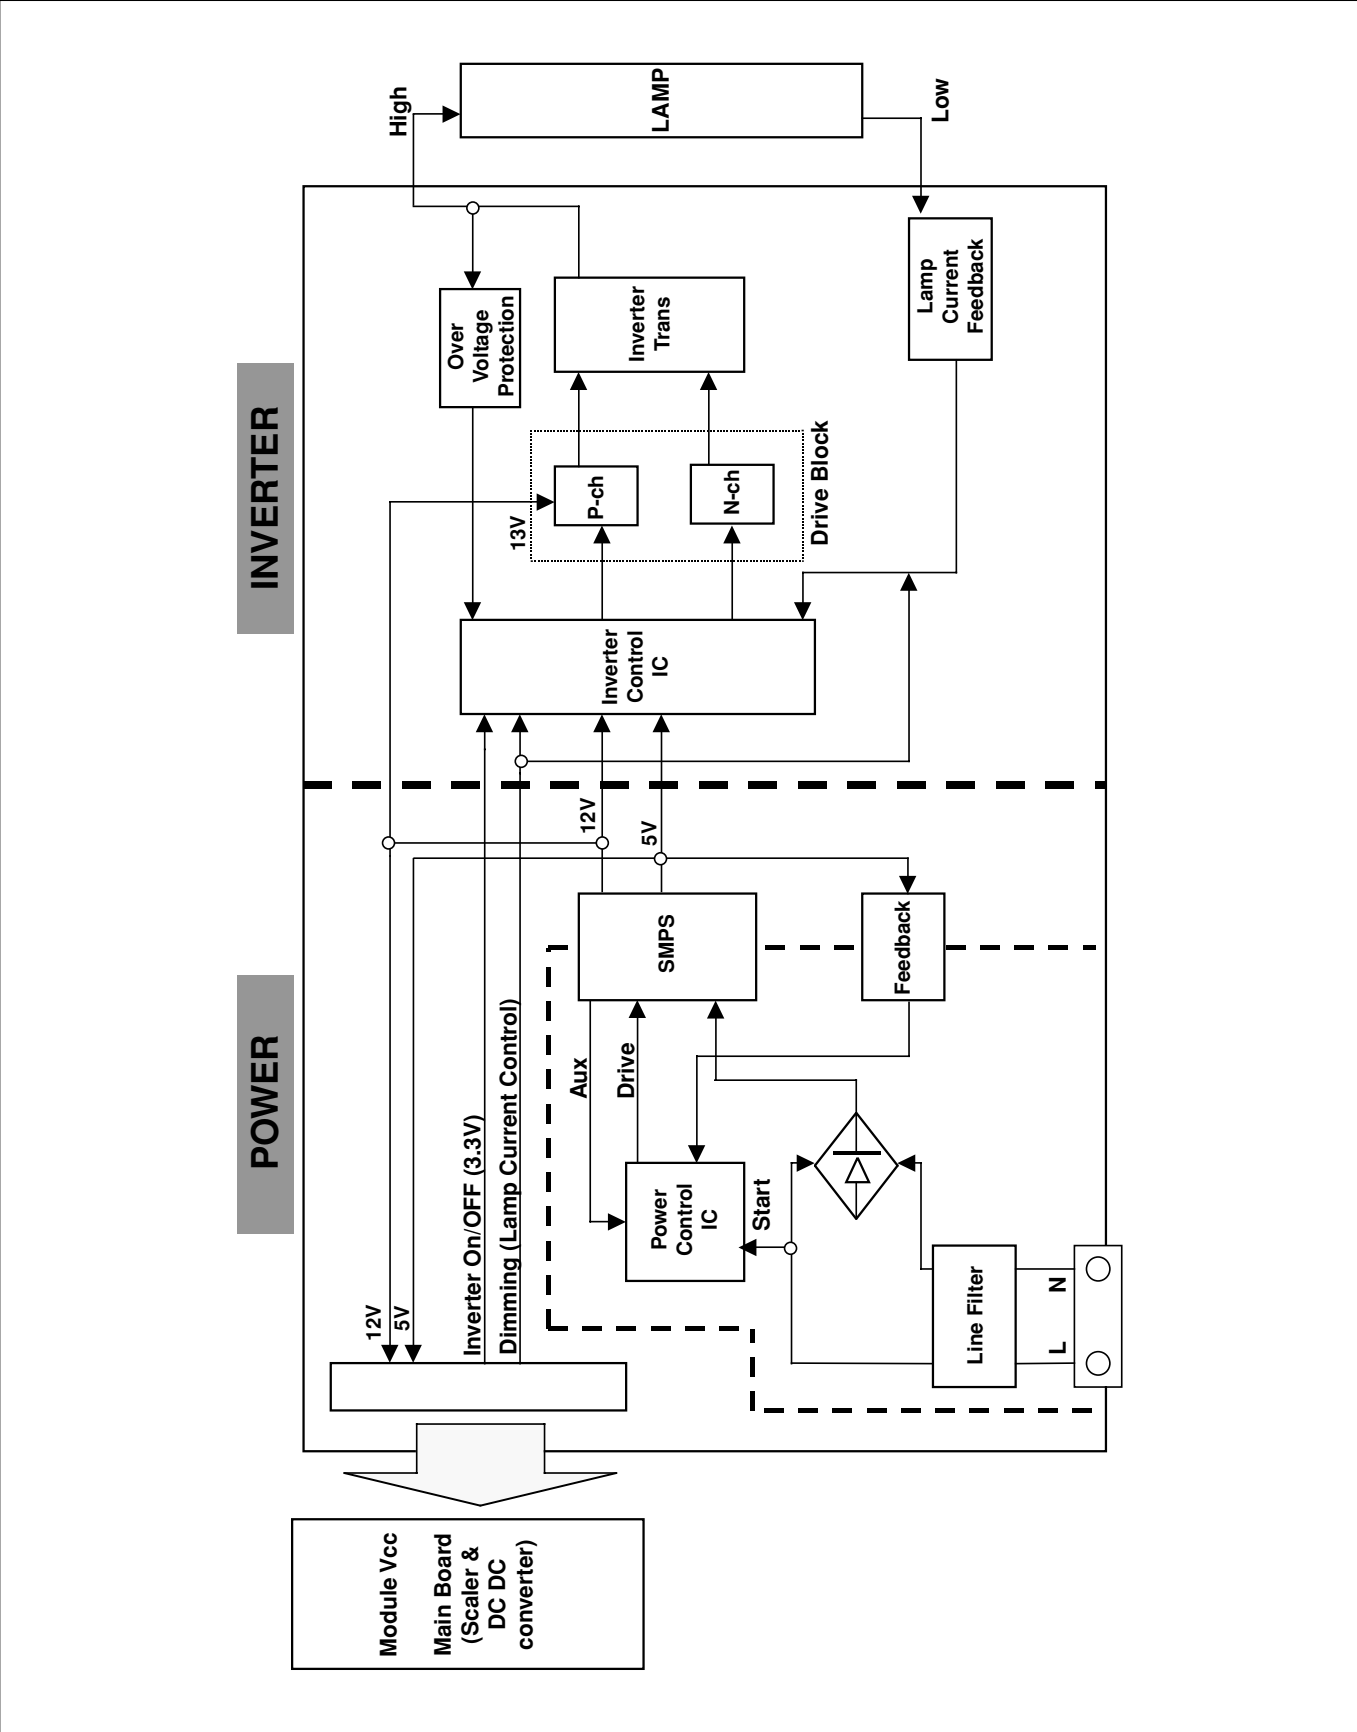 POWER
INVERTER
Module Vcc
Main Board
(Scaler &
DC DC
converter)
12V
5V
Inverter On/OFF (3.3V)
Dimming (Lamp Current Control)
Aux
Drive
Power
Control
IC
Start
Line Filter
L
N
SMPS
Feedback
12V
5V
Inverter
Control
IC
13V
P-ch
N-ch
Drive Block
Over
Voltage
Protection
Inverter
Trans
Lamp
Current
Feedback
High
LAMP
Low